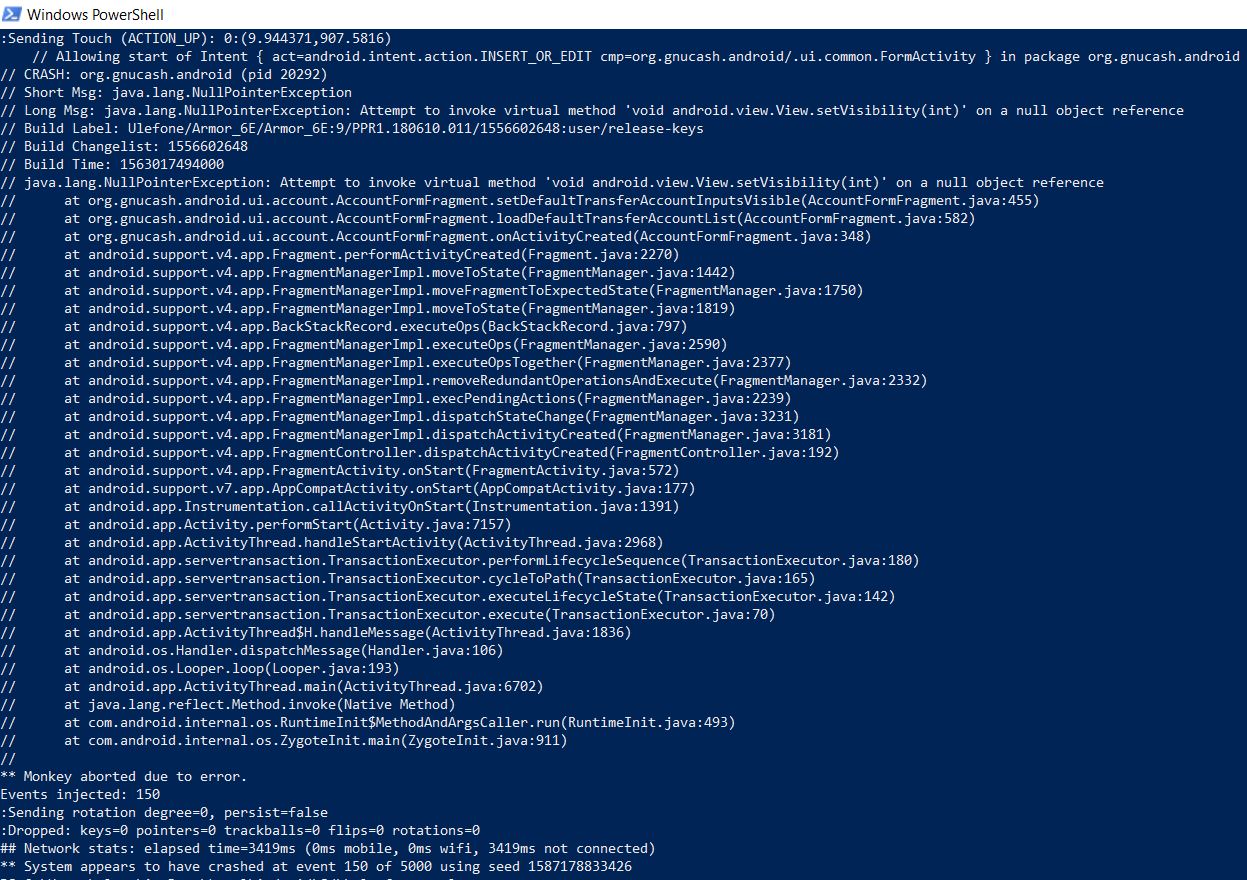 Windows PowerShell
:Sending Touch (ACTION_UP): 0:(9.944371,907.5816)
// Allowing start of Intent { act=android.intent.action.INSERT_OR_EDIT cmp=org.gnucash.android/.ui.common.FormActivity } in package org.gnucash.android
// CRASH: org.gnucash.android (pid 20292)
// Short Msg: java.lang.NullPointerException
// Long Msg: java.lang.NullPointerException: Attempt to invoke virtual method 'void android.view.View.setVisibility(int)' on a null object reference
// Build Label: Ulefone/Armor_6E/Armor_6E:9/PPR1.180610.011/1556602648:user/release-keys
// Build Changelist: 1556602648
// Build Time: 1563017494000
// java.lang.NullPointerException: Attempt to invoke virtual method 'void android.view.View.setVisibility(int)' on a null object reference
// at org.gnucash.android.ui.account.AccountFormFragment.setDefaultTransferAccountInputsVisible(AccountFormFragment.java:455)
// at org.gnucash.android.ui.account.AccountFormFragment.loadDefaultTransferAccountList(AccountFormFragment.java:582)
// at org.gnucash.android.ui.account.AccountFormFragment.onActivityCreated(AccountFormFragment.java:348)
// at android.support.v4.app.Fragment.performActivityCreated(Fragment.java:2270)
// at android.support.v4.app.FragmentManagerImpl.moveToState(FragmentManager.java:1442)
// at android.support.v4.app.FragmentManagerImpl.moveFragmentToExpectedState(FragmentManager.java:1750)
// at android.support.v4.app.FragmentManagerImpl.moveToState(FragmentManager.java:1819)
// at android.support.v4.app.BackStackRecord.executeOps(BackStackRecord.java:797)
// at android.support.v4.app.FragmentManagerImpl.executeOps(FragmentManager.java:2590)
// at android.support.v4.app.FragmentManagerImpl.executeOpsTogether(FragmentManager.java:2377)
// at android.support.v4.app.FragmentManagerImpl.removeRedundantOperationsAndExecute(FragmentManager.java:2332)
// at android.support.v4.app.FragmentManagerImpl.execPendingActions(FragmentManager.java:2239)
// at android.support.v4.app.FragmentManagerImpl.dispatchStateChange(FragmentManager.java:3231)
// at android.support.v4.app.FragmentManagerImpl.dispatchActivityCreated(FragmentManager.java:3181)
// at android.support.v4.app.FragmentController.dispatchActivityCreated(FragmentController.java:192)
// at android.support.v4.app.FragmentActivity.onStart(FragmentActivity.java:572)
// at android.support.v7.app.AppCompatActivity.onStart(AppCompatActivity.java:177)
// at android.app.Instrumentation.callActivityOnStart(Instrumentation.java:1391)
// at android.app.Activity.performStart(Activity.java:7157)
// at android.app.ActivityThread.handleStartActivity(ActivityThread.java:2968)
// at android.app.servertransaction.TransactionExecutor.performLifecycleSequence(TransactionExecutor.java:180)
// at android.app.servertransaction.TransactionExecutor.cycleToPath(TransactionExecutor.java:165)
// at android.app.servertransaction.TransactionExecutor.executeLifecycleState(TransactionExecutor.java:142)
// at android.app.servertransaction.TransactionExecutor.execute(TransactionExecutor.java:70)
// at android.app.ActivityThread$H.handleMessage(ActivityThread.java:1836)
// at android.os.Handler.dispatchMessage(Handler.java:106)
// at android.os.Looper.loop(Looper.java:193)
// at android.app.ActivityThread.main(ActivityThread.java:6702)
// at java.lang.reflect.Method.invoke(Native Method)
// at com.android.internal.os.RuntimeInit$MethodAndArgsCaller.run(RuntimeInit.java:493)
// at com.android.internal.os.ZygoteInit.main(ZygoteInit.java:911)
//
** Monkey aborted due to error.
Events injected: 150
:Sending rotation degree=0, persist=false
:Dropped: keys=0 pointers=0 trackballs=0 flips=0 rotations=0
## Network stats: elapsed time=3419ms (0ms mobile, 0ms wifi, 3419ms not connected)
** System appears to have crashed at event 150 of 5000 using seed 1587178833426